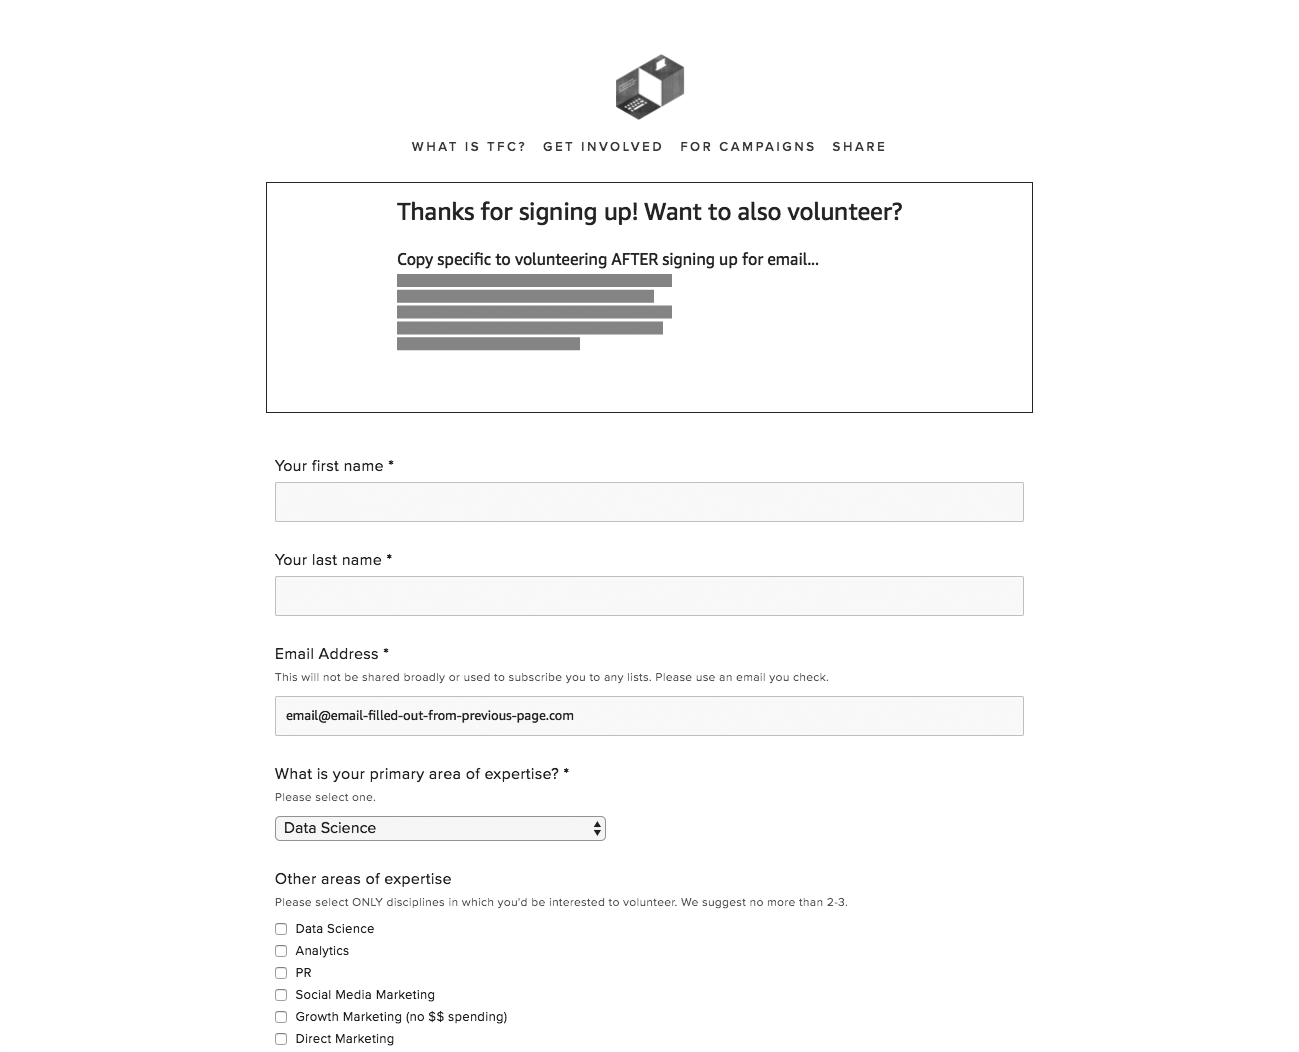 WHAT IS TFC? GET INVOLVED FOR CAMPAIGNS SHARE
Thanks for signing up! Want to also volunteer?
Copy specific to volunteering AFTER signing up for email...
Your first name *
Your last name *
Email Address *
This will not be shared broadly or used to subscribe you to any lists. Please use an email you check.
email@email-filled-out-from-previous-page.com
What is your primary area of expertise? *
Please select one.
Data Science
Other areas of expertise
Please select ONLY disciplines in which you'd be interested to volunteer. We suggest no more than 2-3.
Data Science
Analytics
PR
Social Media Marketing
Growth Marketing (no $$ spending)
Direct Marketing